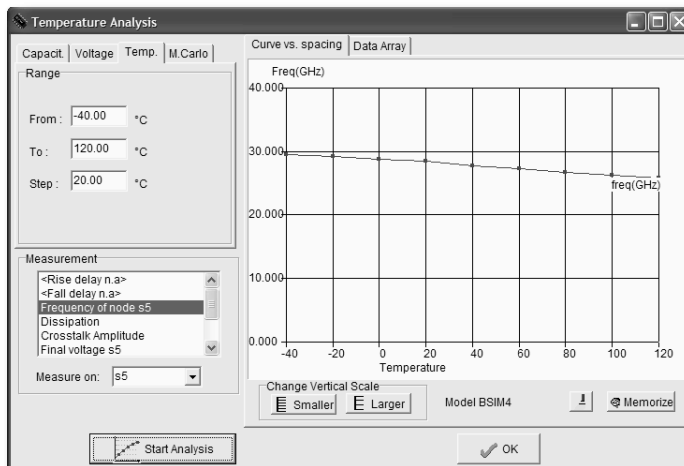 Temperature Analysis
Capacit. Voltage Temp. M.Carlo
Range
From : -40.00 °C
To : 120.00 °C
Step : 20.00 °C
Measurement
<Rise delay n.a>
<Fall delay n.a>
Frequency of node s5
Dissipation
Crosstalk Amplitude
Final voltage s5
Measure on: s5
Start Analysis
Curve vs. spacing Data Array
Freq(GHz)
40.000
30.000
20.000
10.000
0.000
freq(GHz)
-40 -20 0 20 40 60 80 100 120
Temperature
Change Vertical Scale
Smaller Larger
Model BSIM4
Memorize
OK